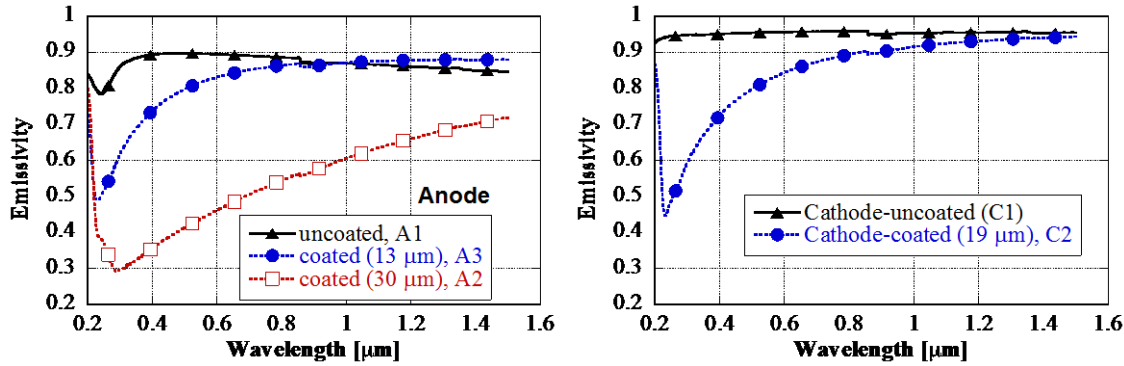 1
0.9
0.8
0.7
0.6
0.5
0.4
0.3
0.2
Emissivity
Anode
uncoated, A1
coated (13 μm), A3
coated (30 μm), A2
0.2 0.4 0.6 0.8 1 1.2 1.4 1.6
Wavelength [μm]
1
0.9
0.8
0.7
0.6
0.5
0.4
0.3
0.2
Emissivity
Cathode-uncoated (C1)
Cathode-coated (19 μm), C2
0.2 0.4 0.6 0.8 1 1.2 1.4 1.6
Wavelength [μm]